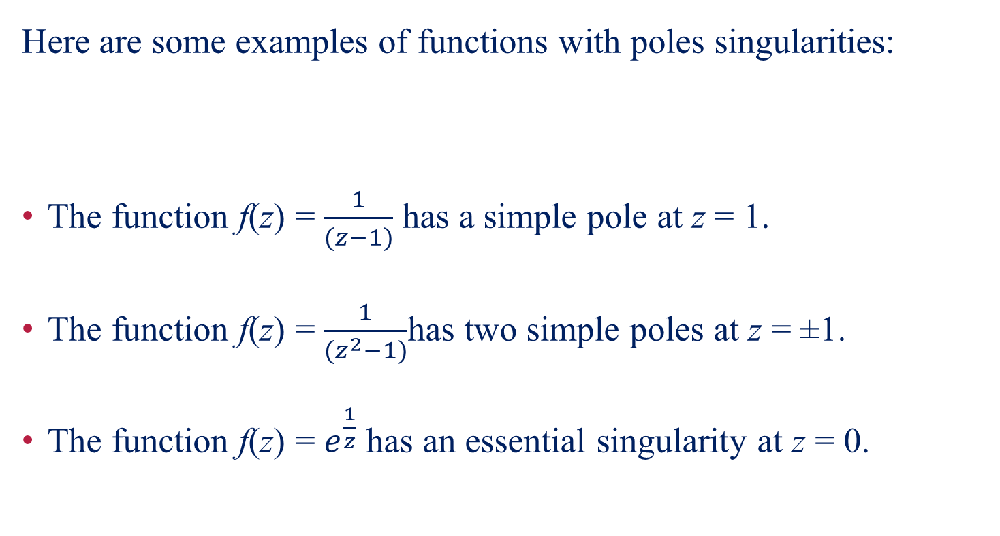 Here are some examples of functions with poles singularities:
• The function f(z) = \frac{1}{(z−1)} has a simple pole at z = 1.
• The function f(z) = \frac{1}{(z^2−1)}has two simple poles at z = ±1.
• The function f(z) = e^{\frac{1}{z}} has an essential singularity at z = 0.